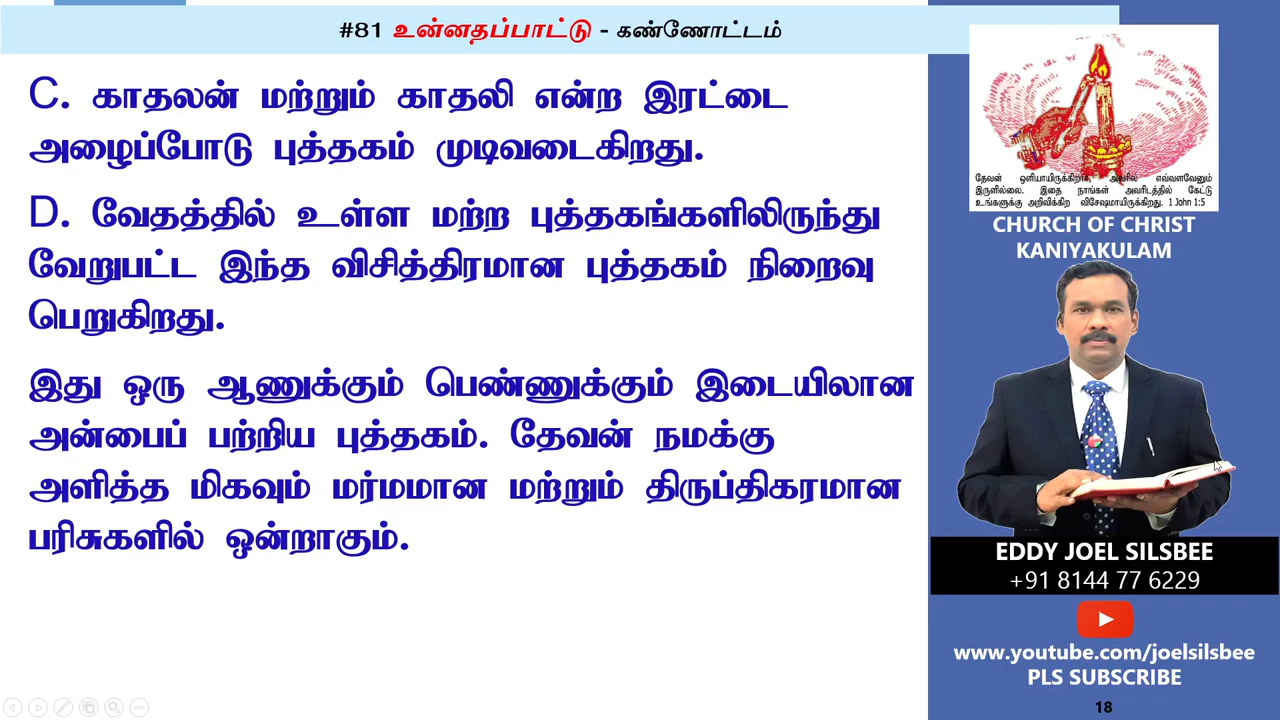 #81 உன்னதப்பாட்டு - கண்ணோட்டம்
C. காதலன் மற்றும் காதலி என்ற இரட்டை
அழைப்போடு புத்தகம் முடிவடைகிறது.
D. வேதத்தில் உள்ள மற்ற புத்தகங்களிலிருந்து
வேறுபட்ட இந்த விசித்திரமான புத்தகம் நிறைவு
பெறுகிறது.
இது ஒரு ஆணுக்கும் பெண்ணுக்கும் இடையிலான
அன்பைப் பற்றிய புத்தகம். தேவன் நமக்கு
அளித்த மிகவும் மர்மமான மற்றும் திருப்திகரமான
பரிசுகளில் ஒன்றாகும்.
தேவன் ஒளியாயிருக்கிறார், அவரில் எவ்வளவேனும்
இருளில்லை. இதை நாங்கள் அவரிடத்தில் கேட்டு
உங்களுக்கு அறிவிக்கிற விசேஷமாயிருக்கிறது. 1 John 1:5
CHURCH OF CHRIST
KANIYAKULAM
EDDY JOEL SILSBEE
+91 8144 77 6229
www.youtube.com/joelsilsbee
PLS SUBSCRIBE
18